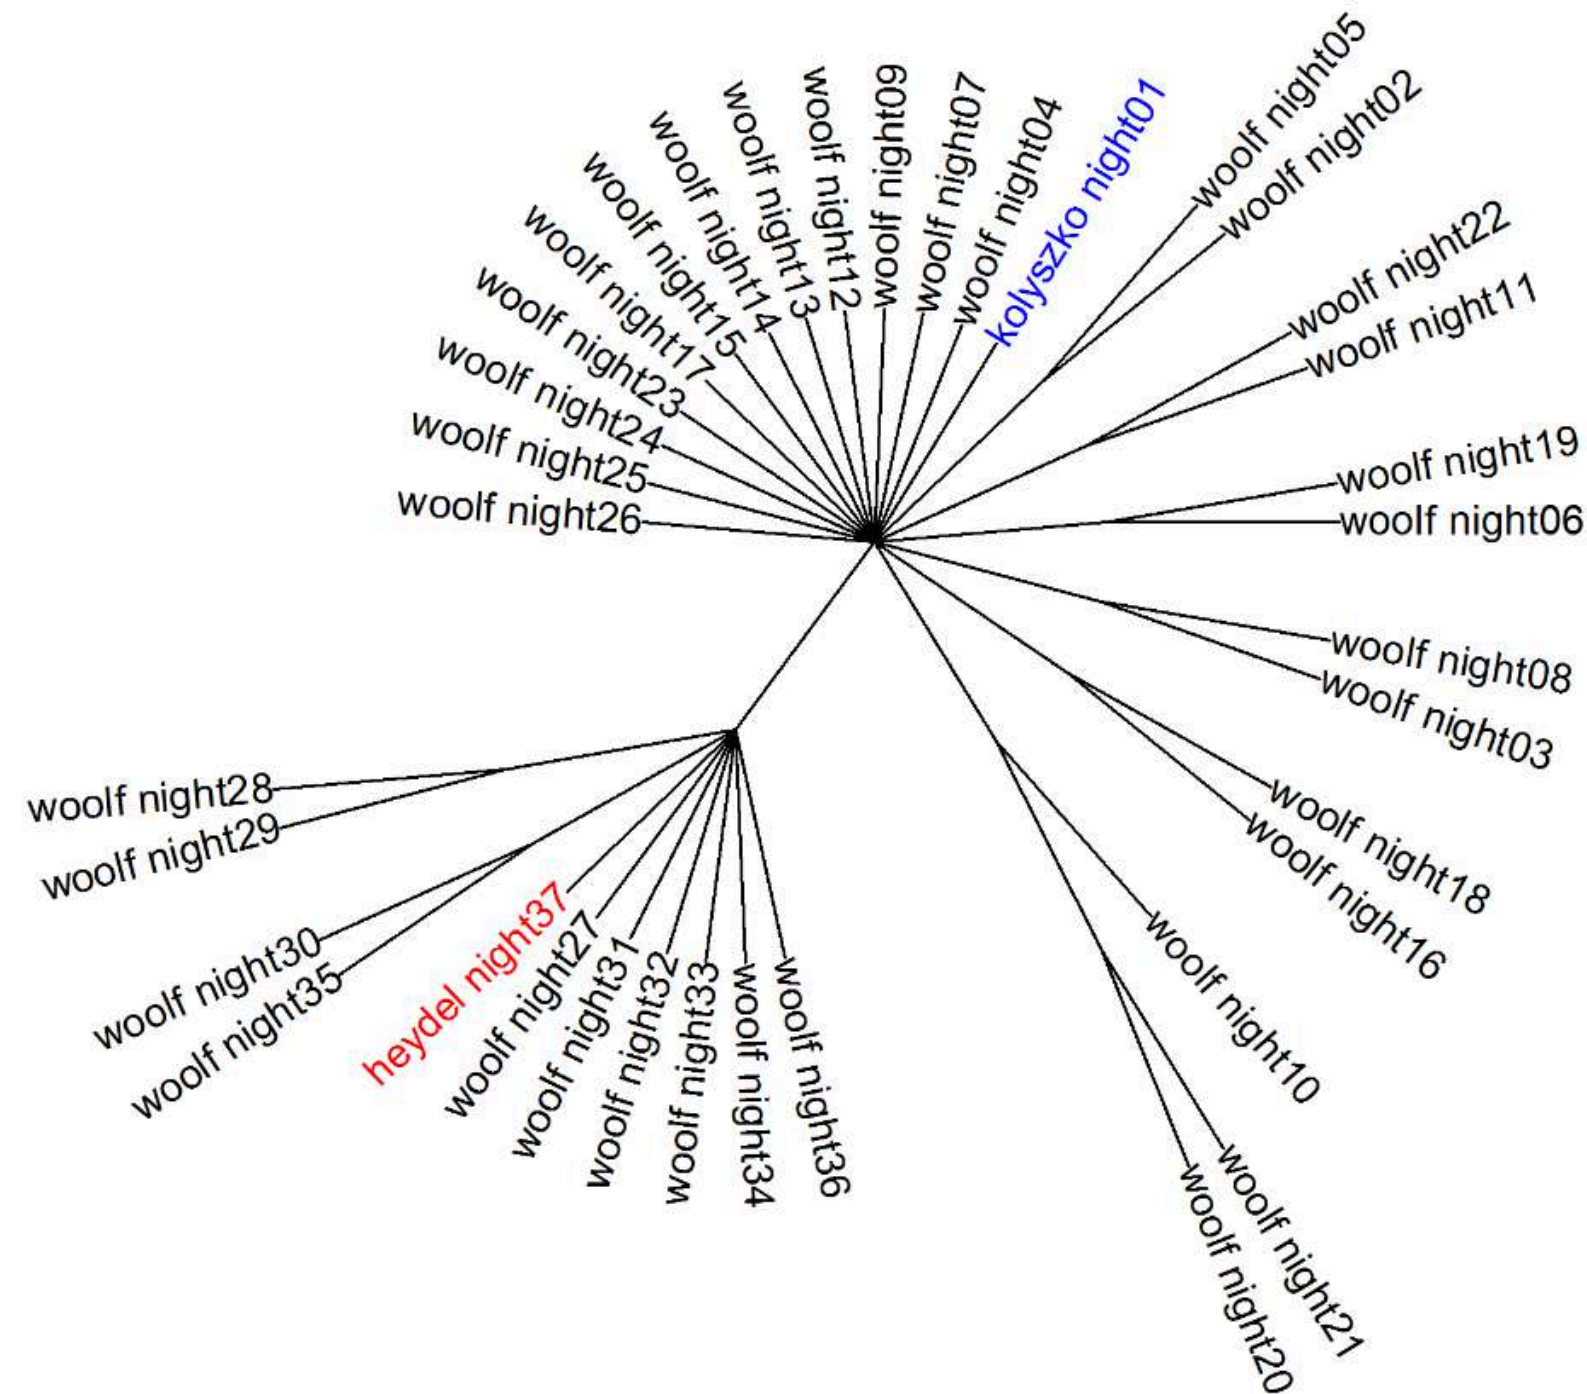 woolf night05
woolf night02
woolf night22
woolf night11
woolf night19
woolf night06
woolf night08
woolf night03
woolf night18
woolf night16
woolf night10
woolf night21
woolf night20
woolf night36
woolf night34
woolf night33
woolf night32
woolf night31
woolf night27
heydel night37
woolf night35
woolf night30
woolf night29
woolf night28
woolf night26
woolf night25
woolf night24
woolf night23
woolf night17
woolf night15
woolf night14
woolf night13
woolf night12
woolf night09
woolf night07
woolf night04
kolyszko night01